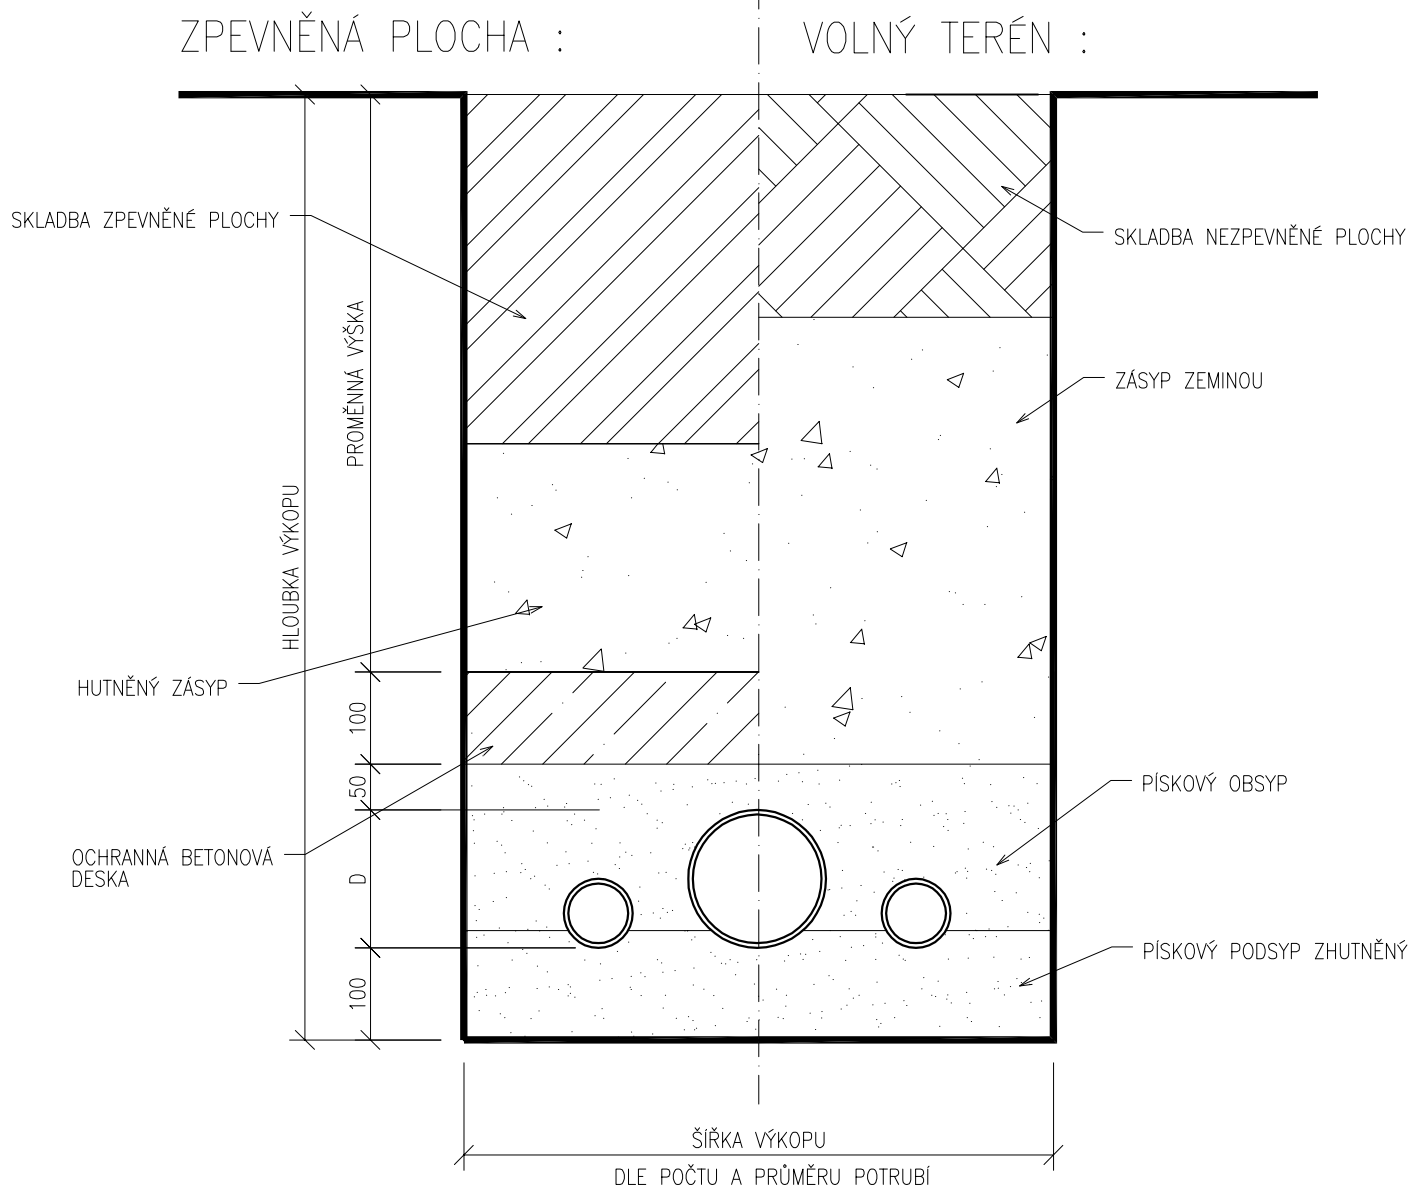 ZPEVNĚNÁ PLOCHA :
VOLNÝ TERÉN :
SKLADBA ZPEVNĚNÉ PLOCHY
SKLADBA NEZPEVNĚNÉ PLOCHY
PROMĚNNÁ VÝŠKA
ZÁSYP ZEMINOU
HLOUBKA VÝKOPU
HUTNĚNÝ ZÁSYP
100
50
PÍSKOVÝ OBSYP
OCHRANNÁ BETONOVÁ
DESKA
D
PÍSKOVÝ PODSYP ZHUTNĚNÝ
100
ŠÍŘKA VÝKOPU
DLE POČTU A PRŮMĚRU POTRUBÍ